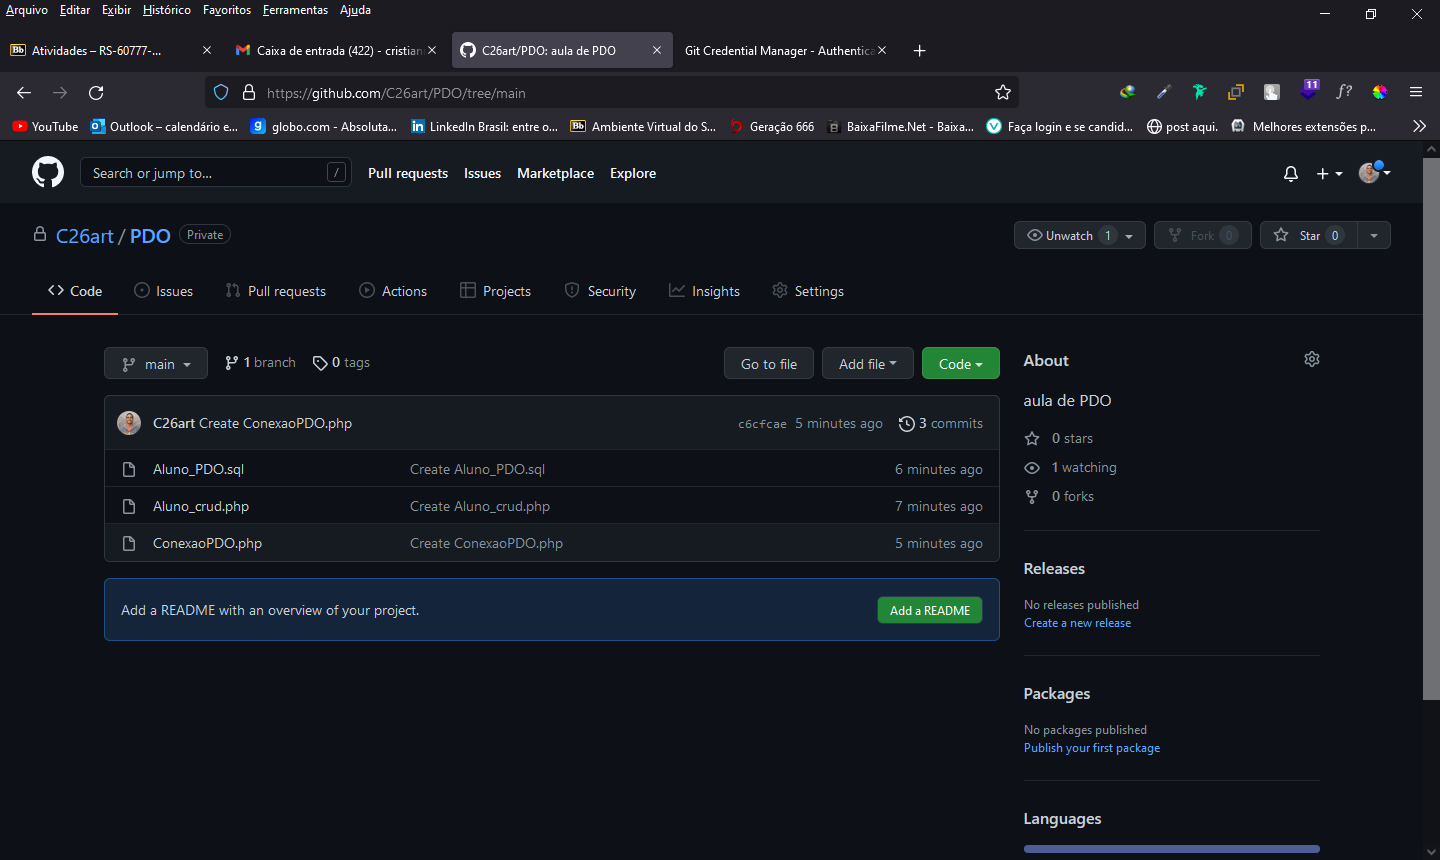 Arquivo Editar Exibir Histórico Favoritos Ferramentas Ajuda
Bb Atividades – RS-60777-... Caixa de entrada (422) - cristian C26art/PDO: aula de PDO Git Credential Manager - Authentica
https://github.com/C26art/PDO/tree/main 11 f?
YouTube Outlook – calendário e... globo.com - Absoluta... LinkedIn Brasil: entre o... Bb Ambiente Virtual do S... Geração 666 BaixaFilme.Net - Baixa... Faça login e se candid... post aqui. Melhores extensões p...
Search or jump to... / Pull requests Issues Marketplace Explore
C26art / PDO Private Unwatch 1 Fork 0 Star 0
Code Issues Pull requests Actions Projects Security Insights Settings
main 1 branch 0 tags Go to file Add file Code
C26art Create ConexaoPDO.php c6cfcae 5 minutes ago 3 commits
Aluno_PDO.sql Create Aluno_PDO.sql 6 minutes ago
Aluno_crud.php Create Aluno_crud.php 7 minutes ago
ConexaoPDO.php Create ConexaoPDO.php 5 minutes ago
Add a README with an overview of your project. Add a README
About
aula de PDO
0 stars
1 watching
0 forks
Releases
No releases published
Create a new release
Packages
No packages published
Publish your first package
Languages